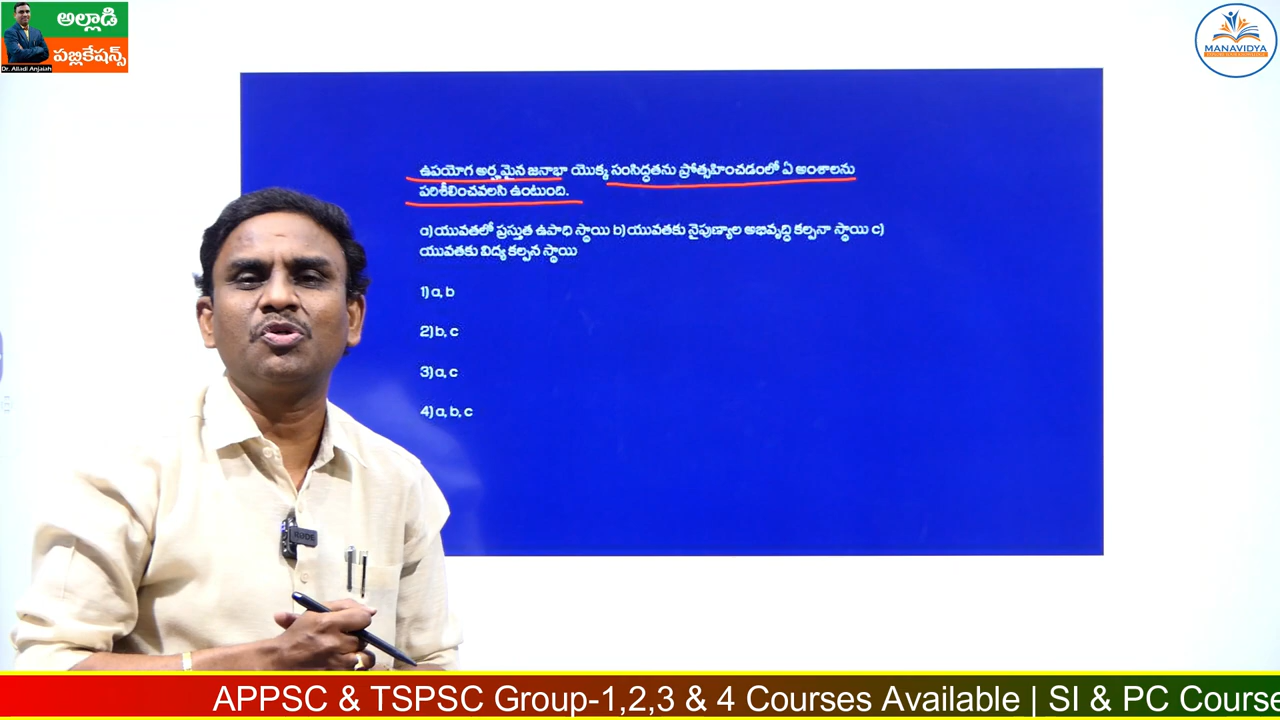 అల్లాడి
పబ్లికేషన్స్
Dr. Alladi Anjaiah
MANAVIDYA
ఉపయోగ అర్హమైన జనాభా యొక్క సంసిద్ధతను ప్రోత్సహించడంలో ఏ అంశాలను
పరిశీలించవలసి ఉంటుంది.
a)యువతలో ప్రస్తుత ఉపాధి స్థాయి b)యువతకు నైపుణ్యాల అభివృద్ధి కల్పనా స్థాయి c)
యువతకు విద్య కల్పన స్థాయి
1) a, b
2) b, c
3) a, c
4) a, b, c
RODE
APPSC & TSPSC Group-1,2,3 & 4 Courses Available | SI & PC Course